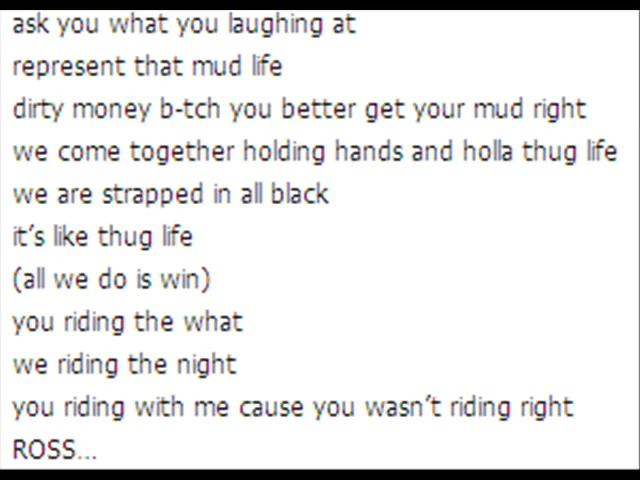 ask you what you laughing at
represent that mud life
dirty money b-tch you better get your mud right
we come together holding hands and holla thug life
we are strapped in all black
it’s like thug life
(all we do is win)
you riding the what
we riding the night
you riding with me cause you wasn’t riding right
ROSS...